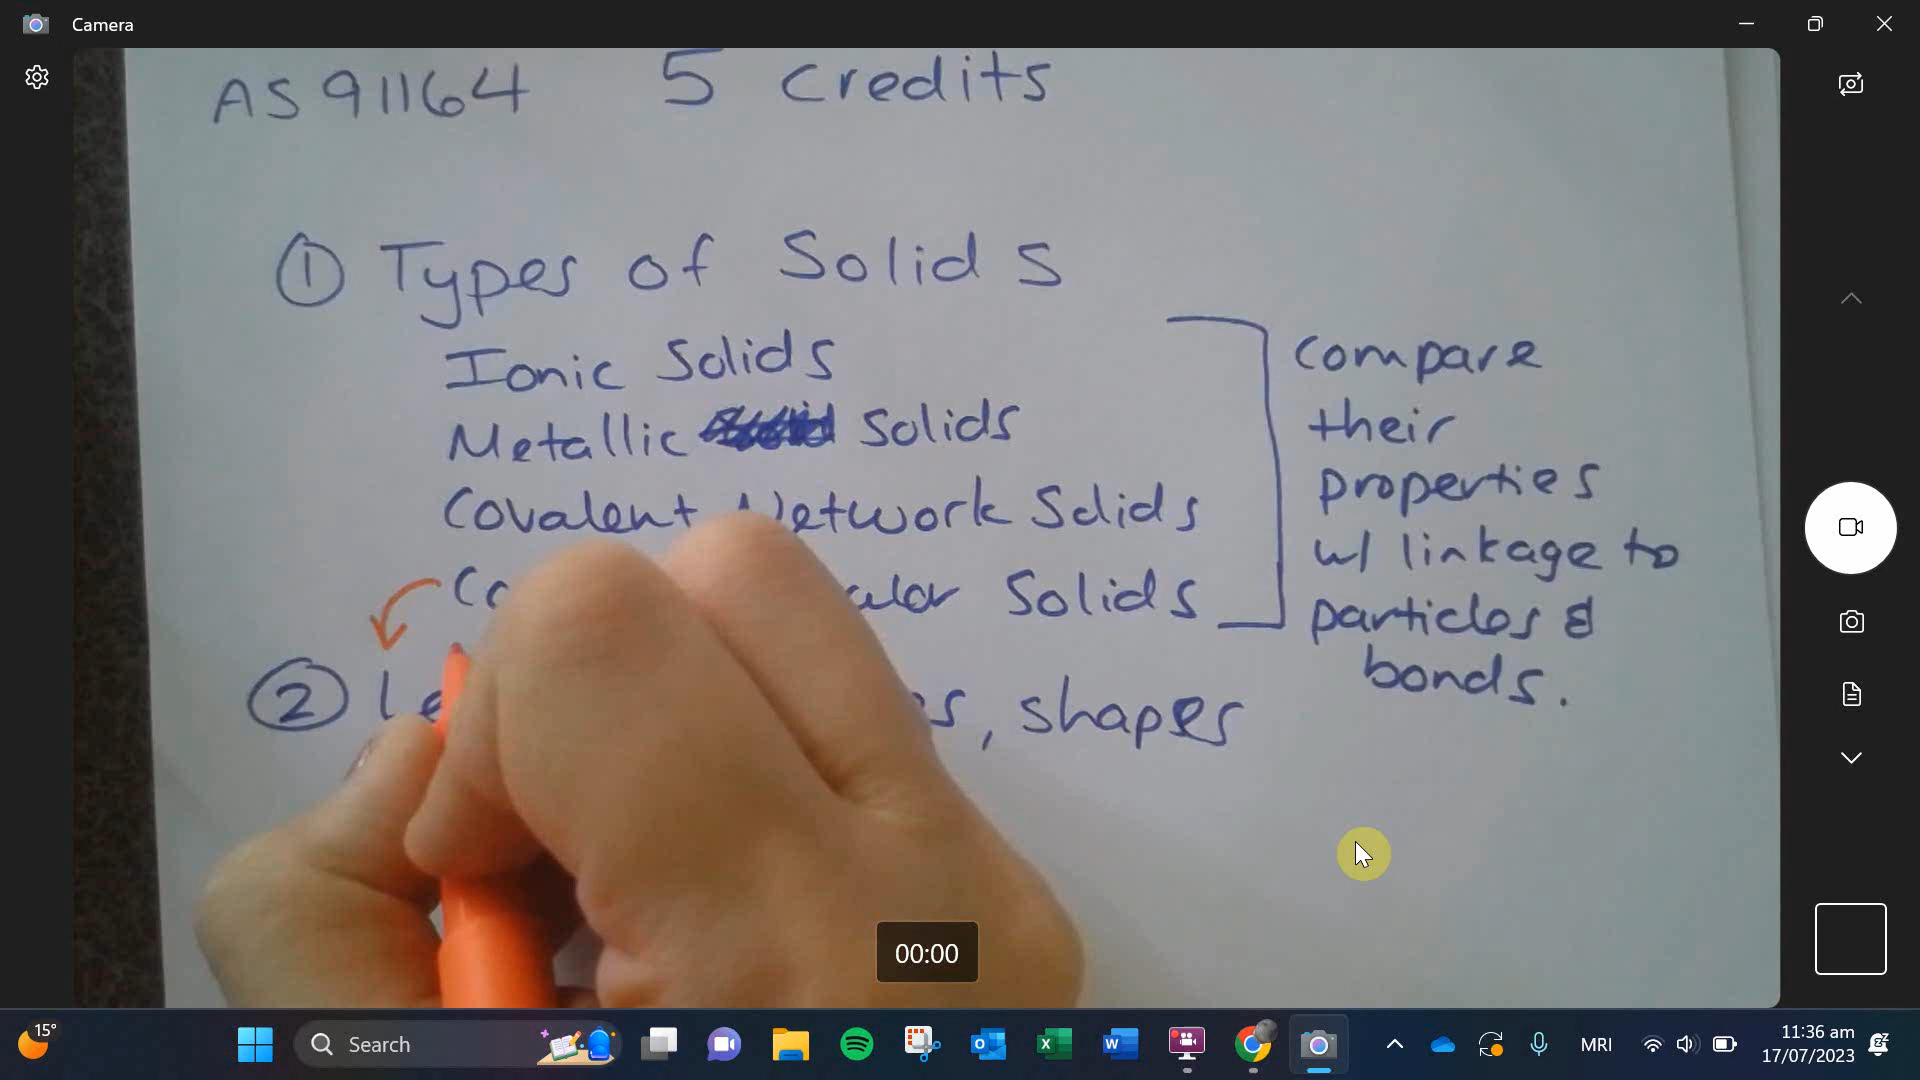 Camera
AS 91164 5 Credits
① Types of Solids
Ionic Solids
Metallic Solids
Covalent Network Solids
Solids
② , shapes
compare
their
properties
w/ linkage to
particles &
bonds.
00:00
15°
Search
MRI
11:36 am
17/07/2023